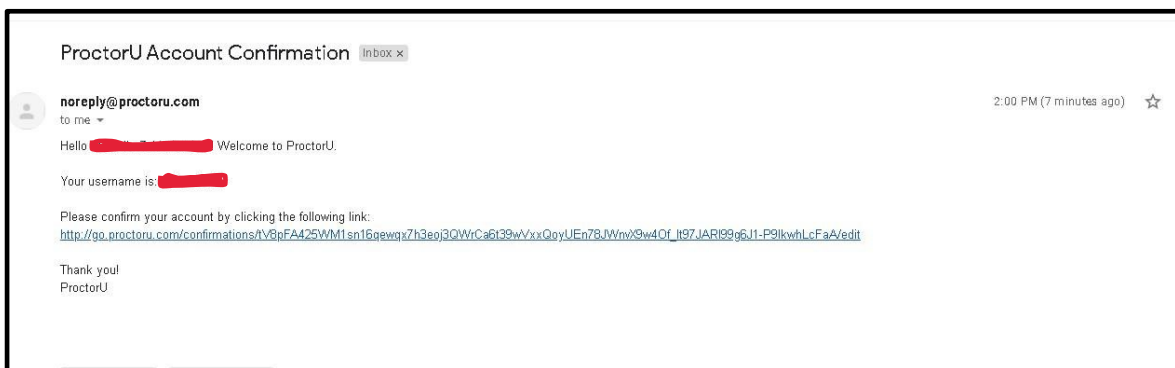 ProctorU Account Confirmation Inbox x
noreply@proctoru.com 2:00 PM (7 minutes ago)
to me
Hello Welcome to ProctorU.
Your username is:
Please confirm your account by clicking the following link:
http://go.proctoru.com/confirmations/tV8pFA425WM1sn16qewqx7h3eoj3QWrCa6t39wVxxQoyUEn78JWnvX9w4Of_lt97JARl99g6J1-P9IkwhLcFaA/edit
Thank you!
ProctorU